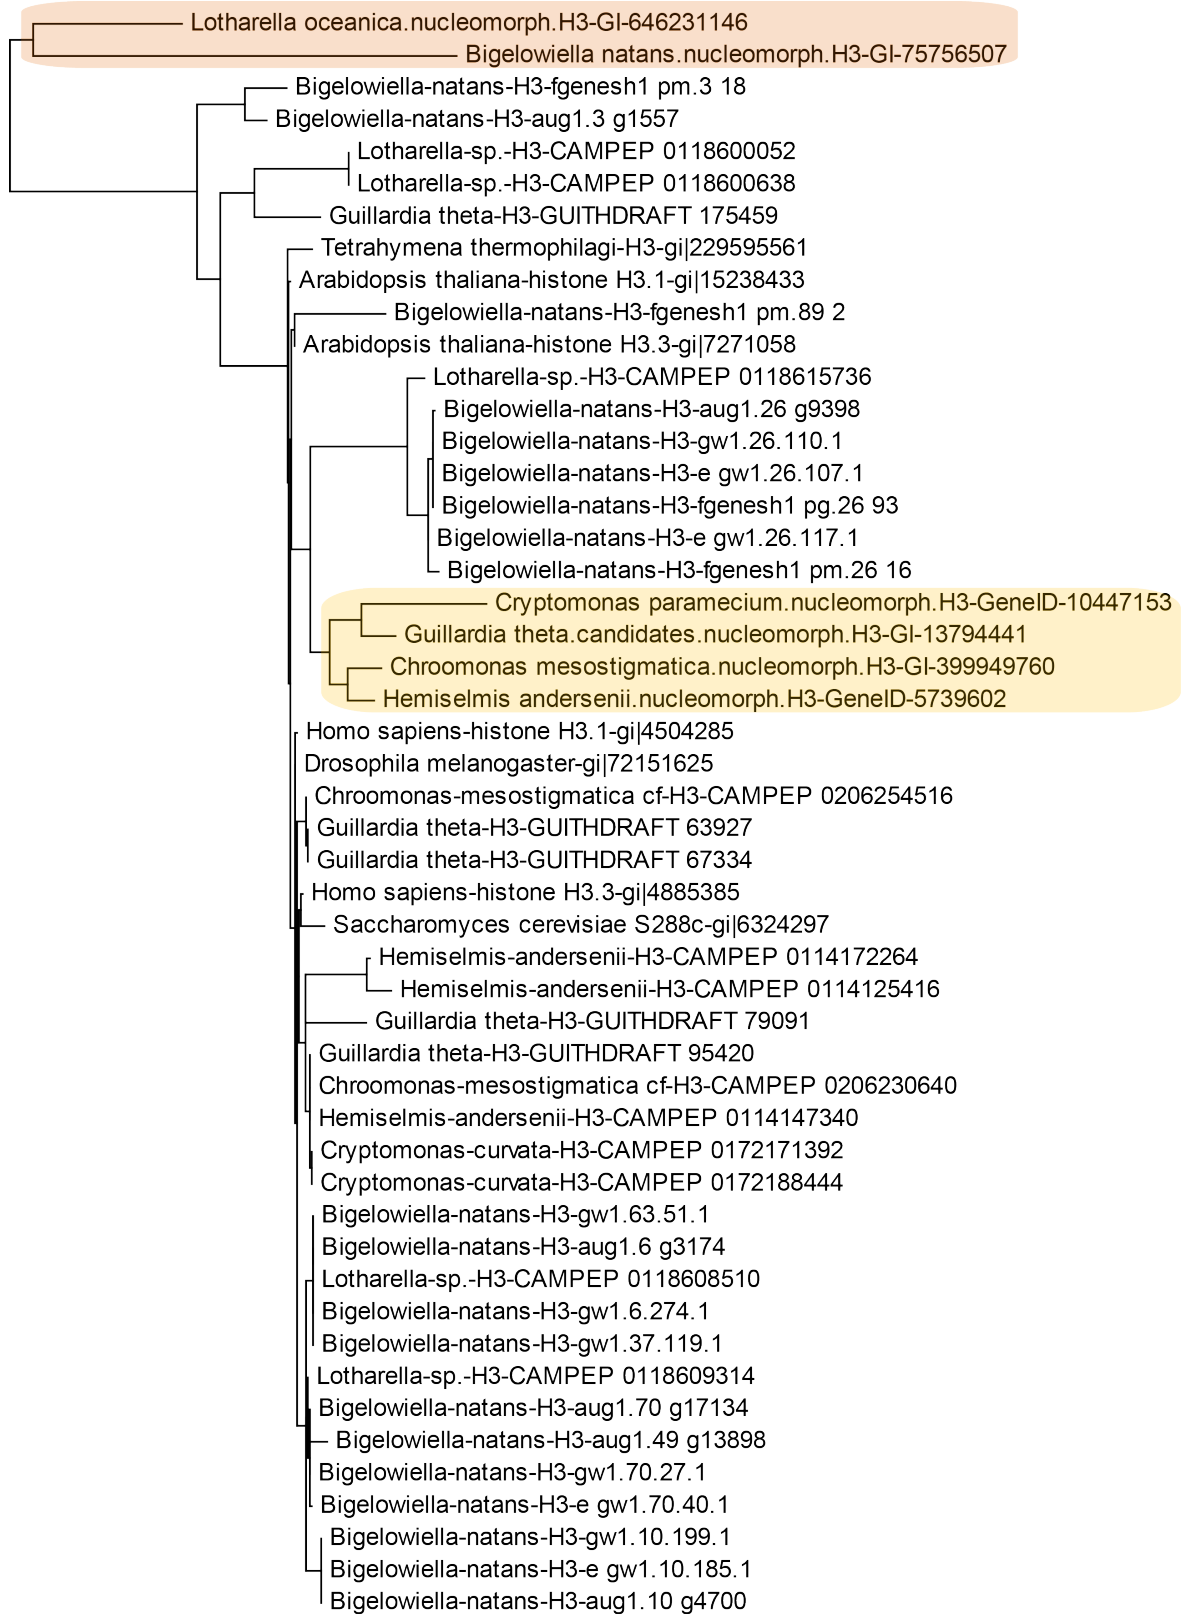 Lotharella oceanica.nucleomorph.H3-GI-646231146
Bigelowiella natans.nucleomorph.H3-GI-75756507
Bigelowiella-natans-H3-fgenesh1 pm.3 18
Bigelowiella-natans-H3-aug1.3 g1557
Lotharella-sp.-H3-CAMPEP 0118600052
Lotharella-sp.-H3-CAMPEP 0118600638
Guillardia theta-H3-GUITHDRAFT 175459
Tetrahymena thermophilagi-H3-gi|229595561
Arabidopsis thaliana-histone H3.1-gi|15238433
Bigelowiella-natans-H3-fgenesh1 pm.89 2
Arabidopsis thaliana-histone H3.3-gi|7271058
Lotharella-sp.-H3-CAMPEP 0118615736
Bigelowiella-natans-H3-aug1.26 g9398
Bigelowiella-natans-H3-gw1.26.110.1
Bigelowiella-natans-H3-e gw1.26.107.1
Bigelowiella-natans-H3-fgenesh1 pg.26 93
Bigelowiella-natans-H3-e gw1.26.117.1
Bigelowiella-natans-H3-fgenesh1 pm.26 16
Cryptomonas paramecium.nucleomorph.H3-GeneID-10447153
Guillardia theta.candidates.nucleomorph.H3-GI-13794441
Chroomonas mesostigmatica.nucleomorph.H3-GI-399949760
Hemiselmis andersenii.nucleomorph.H3-GeneID-5739602
Homo sapiens-histone H3.1-gi|4504285
Drosophila melanogaster-gi|72151625
Chroomonas-mesostigmatica cf-H3-CAMPEP 0206254516
Guillardia theta-H3-GUITHDRAFT 63927
Guillardia theta-H3-GUITHDRAFT 67334
Homo sapiens-histone H3.3-gi|4885385
Saccharomyces cerevisiae S288c-gi|6324297
Hemiselmis-andersenii-H3-CAMPEP 0114172264
Hemiselmis-andersenii-H3-CAMPEP 0114125416
Guillardia theta-H3-GUITHDRAFT 79091
Guillardia theta-H3-GUITHDRAFT 95420
Chroomonas-mesostigmatica cf-H3-CAMPEP 0206230640
Hemiselmis-andersenii-H3-CAMPEP 0114147340
Cryptomonas-curvata-H3-CAMPEP 0172171392
Cryptomonas-curvata-H3-CAMPEP 0172188444
Bigelowiella-natans-H3-gw1.63.51.1
Bigelowiella-natans-H3-aug1.6 g3174
Lotharella-sp.-H3-CAMPEP 0118608510
Bigelowiella-natans-H3-gw1.6.274.1
Bigelowiella-natans-H3-gw1.37.119.1
Lotharella-sp.-H3-CAMPEP 0118609314
Bigelowiella-natans-H3-aug1.70 g17134
Bigelowiella-natans-H3-aug1.49 g13898
Bigelowiella-natans-H3-gw1.70.27.1
Bigelowiella-natans-H3-e gw1.70.40.1
Bigelowiella-natans-H3-gw1.10.199.1
Bigelowiella-natans-H3-e gw1.10.185.1
Bigelowiella-natans-H3-aug1.10 g4700